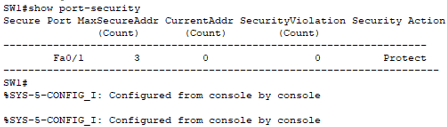 SW1#show port-security
Secure Port MaxSecureAddr CurrentAddr SecurityViolation Security Action
(Count) (Count) (Count)
--------------------------------------------------------------------
Fa0/1 3 0 0 Protect
----------------------------------------------------------------------
SW1#
%SYS-5-CONFIG_I: Configured from console by console
%SYS-5-CONFIG_I: Configured from console by console